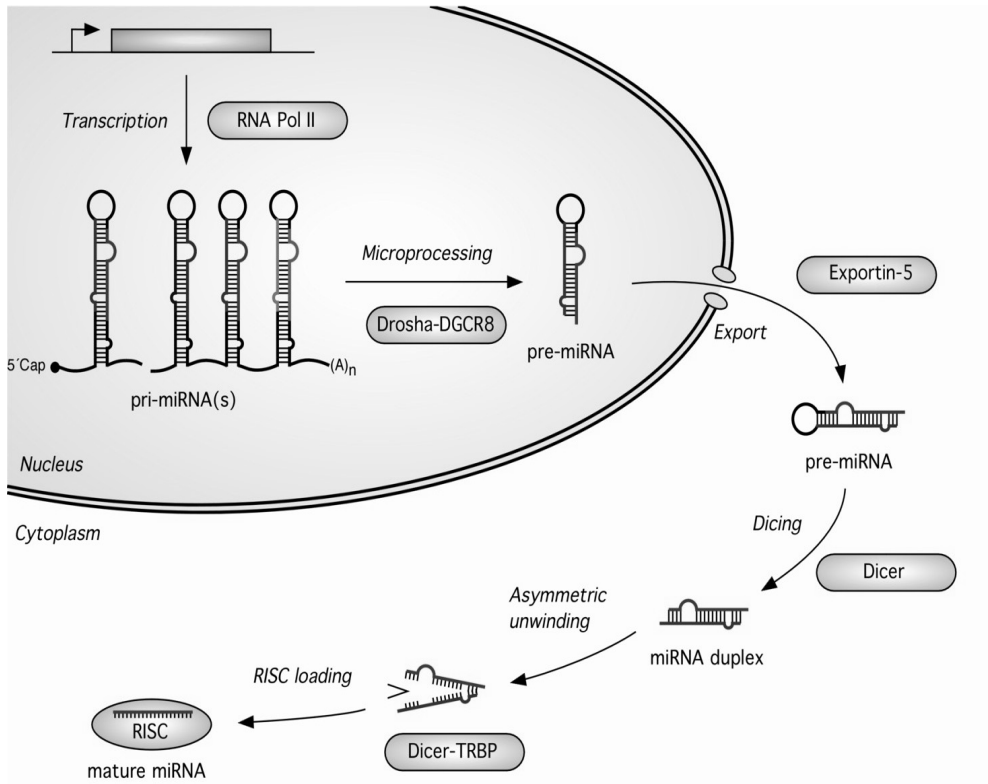 Transcription
RNA Pol II
Microprocessing
Drosha-DGCR8
5´Cap
(A)n
pri-miRNA(s)
pre-miRNA
Exportin-5
Export
pre-miRNA
Nucleus
Cytoplasm
Dicing
Dicer
Asymmetric
unwinding
miRNA duplex
RISC loading
Dicer-TRBP
RISC
mature miRNA